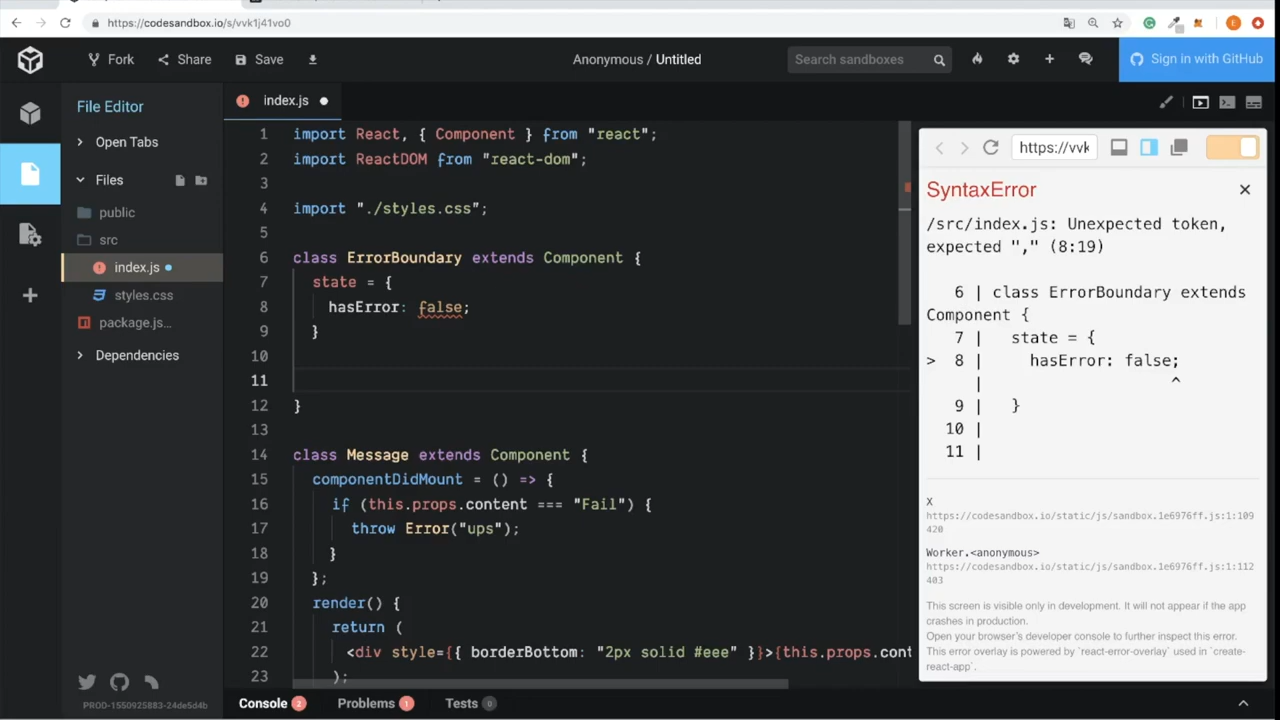 https://codesandbox.io/s/vvk1j41vo0
Fork
Share
Save
Anonymous / Untitled
Search sandboxes
Sign in with GitHub
File Editor
Open Tabs
Files
public
src
index.js
styles.css
package.js...
Dependencies
PROD-1550925883-24de5d4b
index.js
1 import React, { Component } from "react";
2 import ReactDOM from "react-dom";
3
4 import "./styles.css";
5
6 class ErrorBoundary extends Component {
7 state = {
8 hasError: false;
9 }
10
11
12 }
13
14 class Message extends Component {
15 componentDidMount = () => {
16 if (this.props.content === "Fail") {
17 throw Error("ups");
18 }
19 };
20 render() {
21 return (
22 <div style={{ borderBottom: "2px solid #eee" }}>{this.props.cont
23 );
Console 2
Problems 1
Tests 0
https://vvk
SyntaxError
/src/index.js: Unexpected token,
expected "," (8:19)
6 | class ErrorBoundary extends
Component {
7 | state = {
> 8 | hasError: false;
| ^
9 | }
10 |
11 |
X
https://codesandbox.io/static/js/sandbox.1e6976ff.js:1:109
420
Worker.<anonymous>
https://codesandbox.io/static/js/sandbox.1e6976ff.js:1:112
403
This screen is visible only in development. It will not appear if the app
crashes in production.
Open your browser's developer console to further inspect this error.
This error overlay is powered by `react-error-overlay` used in `create-
react-app`.